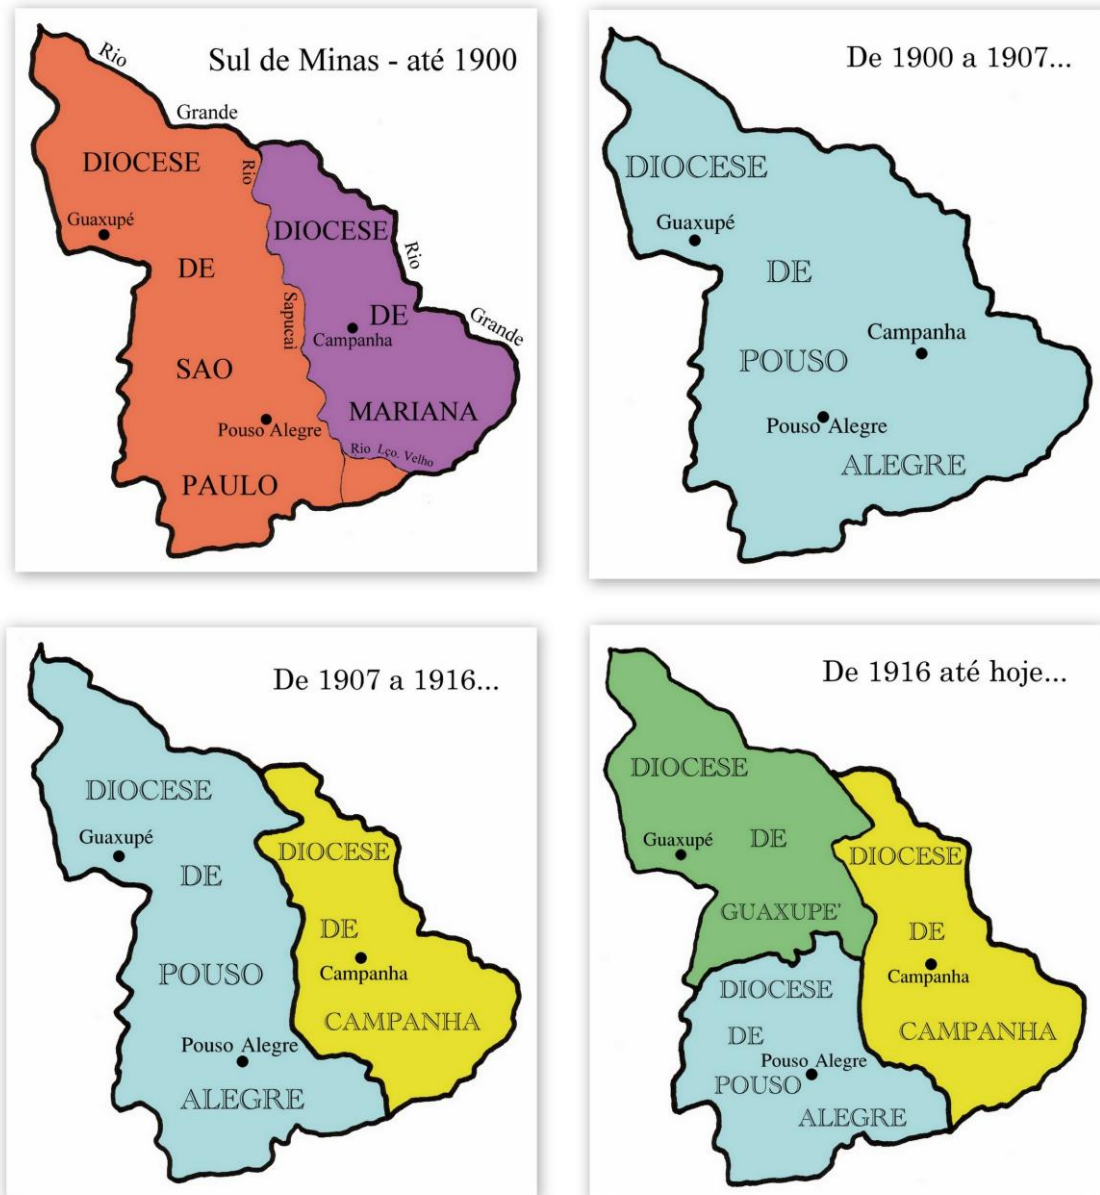 Sul de Minas - até 1900
Rio
Grande
DIOCESE
Rio
Guaxupé
DIOCESE
Rio
DE
Sapucai
DE
Grande
Campanha
SAO
MARIANA
Pouso Alegre
Rio Lço. Velho
PAULO
De 1900 a 1907...
DIOCESE
Guaxupé
DE
Campanha
POUSO
Pouso Alegre
ALEGRE
De 1907 a 1916...
DIOCESE
Guaxupé
DIOCESE
DE
DE
POUSO
Campanha
CAMPANHA
Pouso Alegre
ALEGRE
De 1916 até hoje...
DIOCESE
Guaxupé
DE
DIOCESE
GUAXUPE'
DE
Campanha
DIOCESE
CAMPANHA
DE
Pouso Alegre
POUSO
ALEGRE